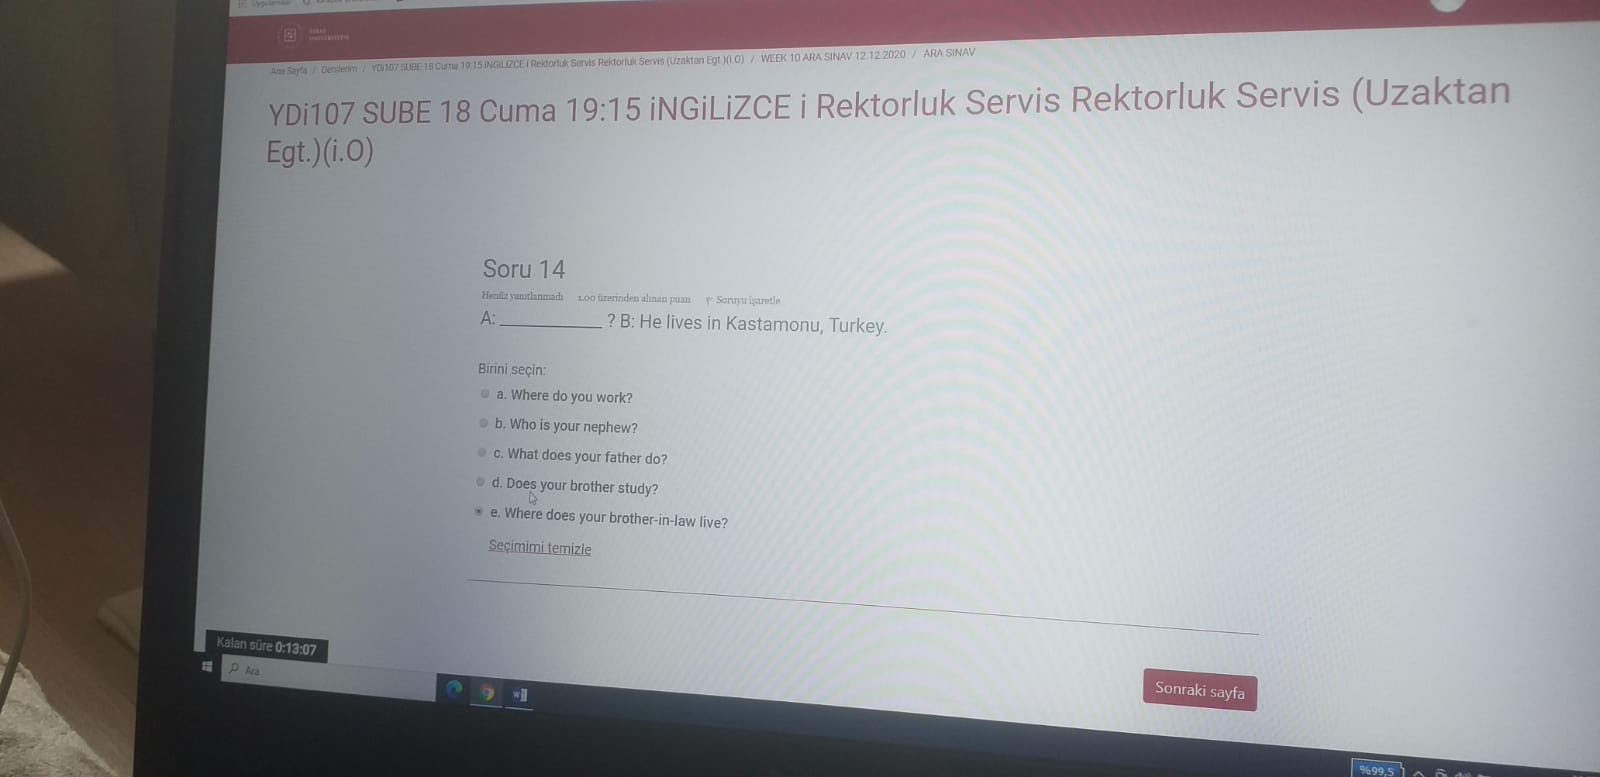 Ana Sayfa / Derslerim / YDi107 SUBE 18 Cuma 19:15 iNGiLiZCE i Rektorluk Servis Rektorluk Servis (Uzaktan Egt.)(i.O) / WEEK 10 ARA SINAV 12.12.2020 / ARA SINAV
YDi107 SUBE 18 Cuma 19:15 iNGiLiZCE i Rektorluk Servis Rektorluk Servis (Uzaktan
Egt.)(i.O)
Soru 14
Henüz yanıtlanmadı 1.00 üzerinden alınan puan Soruyu işaretle
A: __________ ? B: He lives in Kastamonu, Turkey.
Birini seçin:
a. Where do you work?
b. Who is your nephew?
c. What does your father do?
d. Does your brother study?
e. Where does your brother-in-law live?
Seçimimi temizle
Kalan süre 0:13:07
Sonraki sayfa
Ara
%99,5